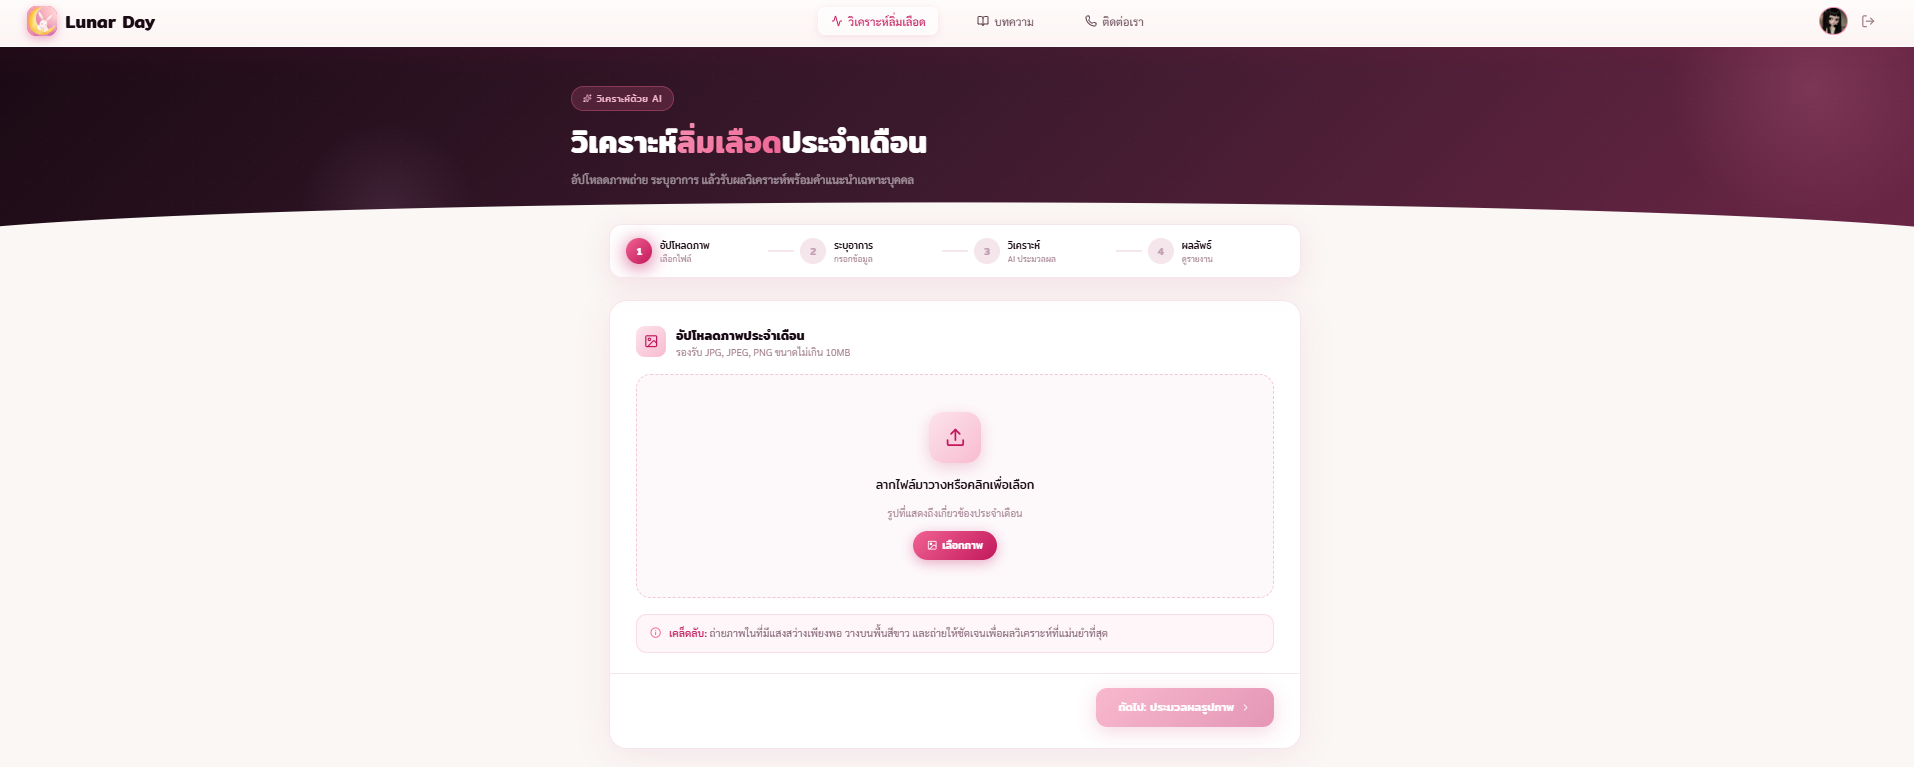 Lunar Day
วิเคราะห์ลิ่มเลือด
บทความ
ติดต่อเรา
วิเคราะห์ด้วย AI
วิเคราะห์ลิ่มเลือดประจำเดือน
อัปโหลดภาพถ่าย ระบุอาการ แล้วรับผลวิเคราะห์พร้อมคำแนะนำเฉพาะบุคคล
1
อัปโหลดภาพ
เลือกไฟล์
2
ระบุอาการ
กรอกข้อมูล
3
วิเคราะห์
AI ประมวลผล
4
ผลลัพธ์
ดูรายงาน
อัปโหลดภาพประจำเดือน
รองรับ JPG, JPEG, PNG ขนาดไม่เกิน 10MB
ลากไฟล์มาวางหรือคลิกเพื่อเลือก
รูปที่แสดงถึงเกี่ยวข้องประจำเดือน
เลือกภาพ
เคล็ดลับ: ถ่ายภาพในที่มีแสงสว่างเพียงพอ วางบนพื้นสีขาว และถ่ายให้ชัดเจนเพื่อผลวิเคราะห์ที่แม่นยำที่สุด
ถัดไป: ประมวลผลรูปภาพ